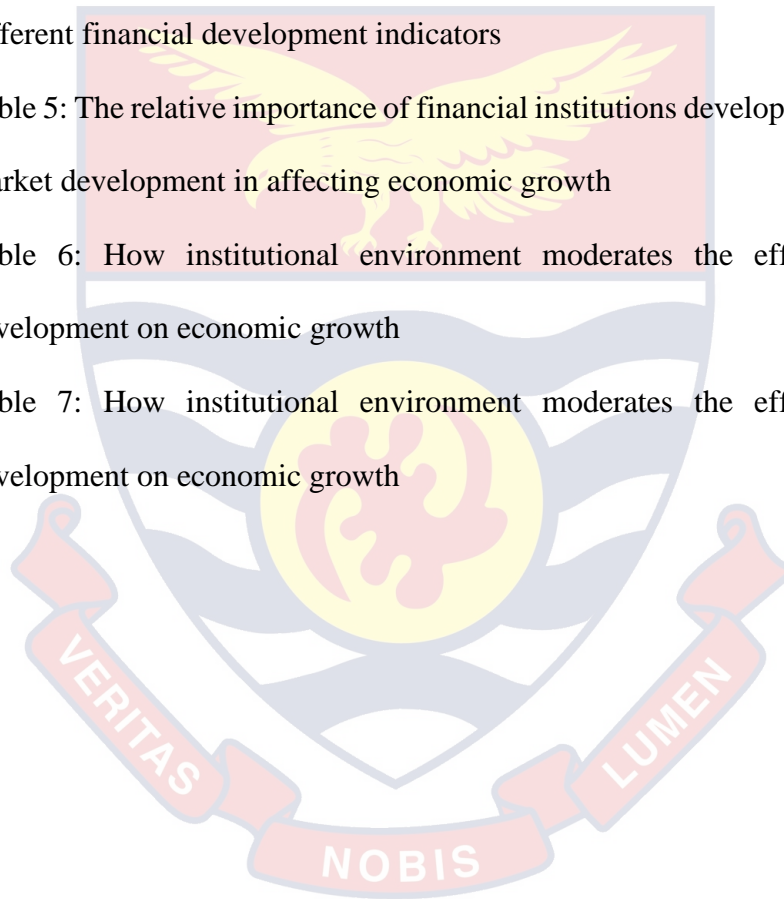 fferent financial development indicators
ble 5: The relative importance of financial institutions develop
arket development in affecting economic growth
ble 6: How institutional environment moderates the eff
velopment on economic growth
ble 7: How institutional environment moderates the eff
velopment on economic growth
VERITAS
NOBIS
LUMEN